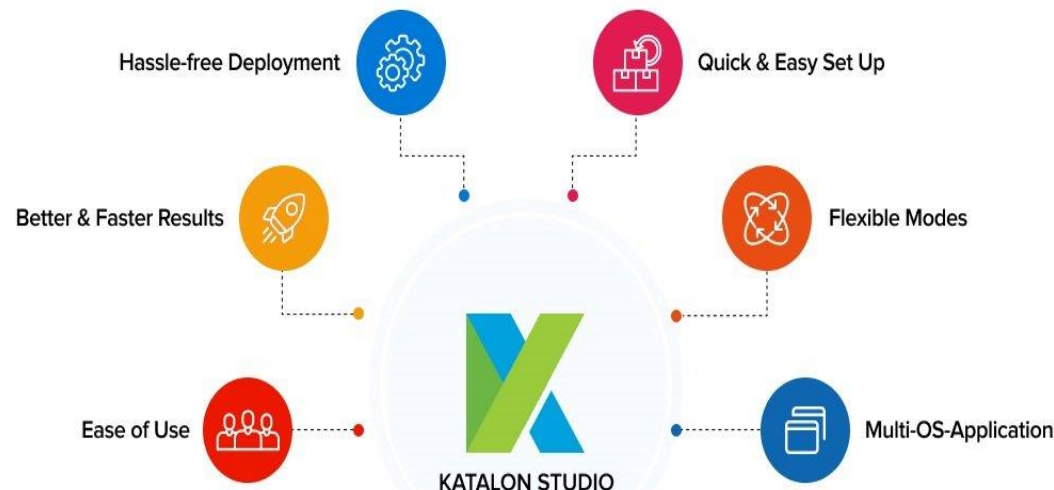 Hassle-free Deployment
Quick & Easy Set Up
Better & Faster Results
Flexible Modes
Ease of Use
Multi-OS-Application
KATALON STUDIO